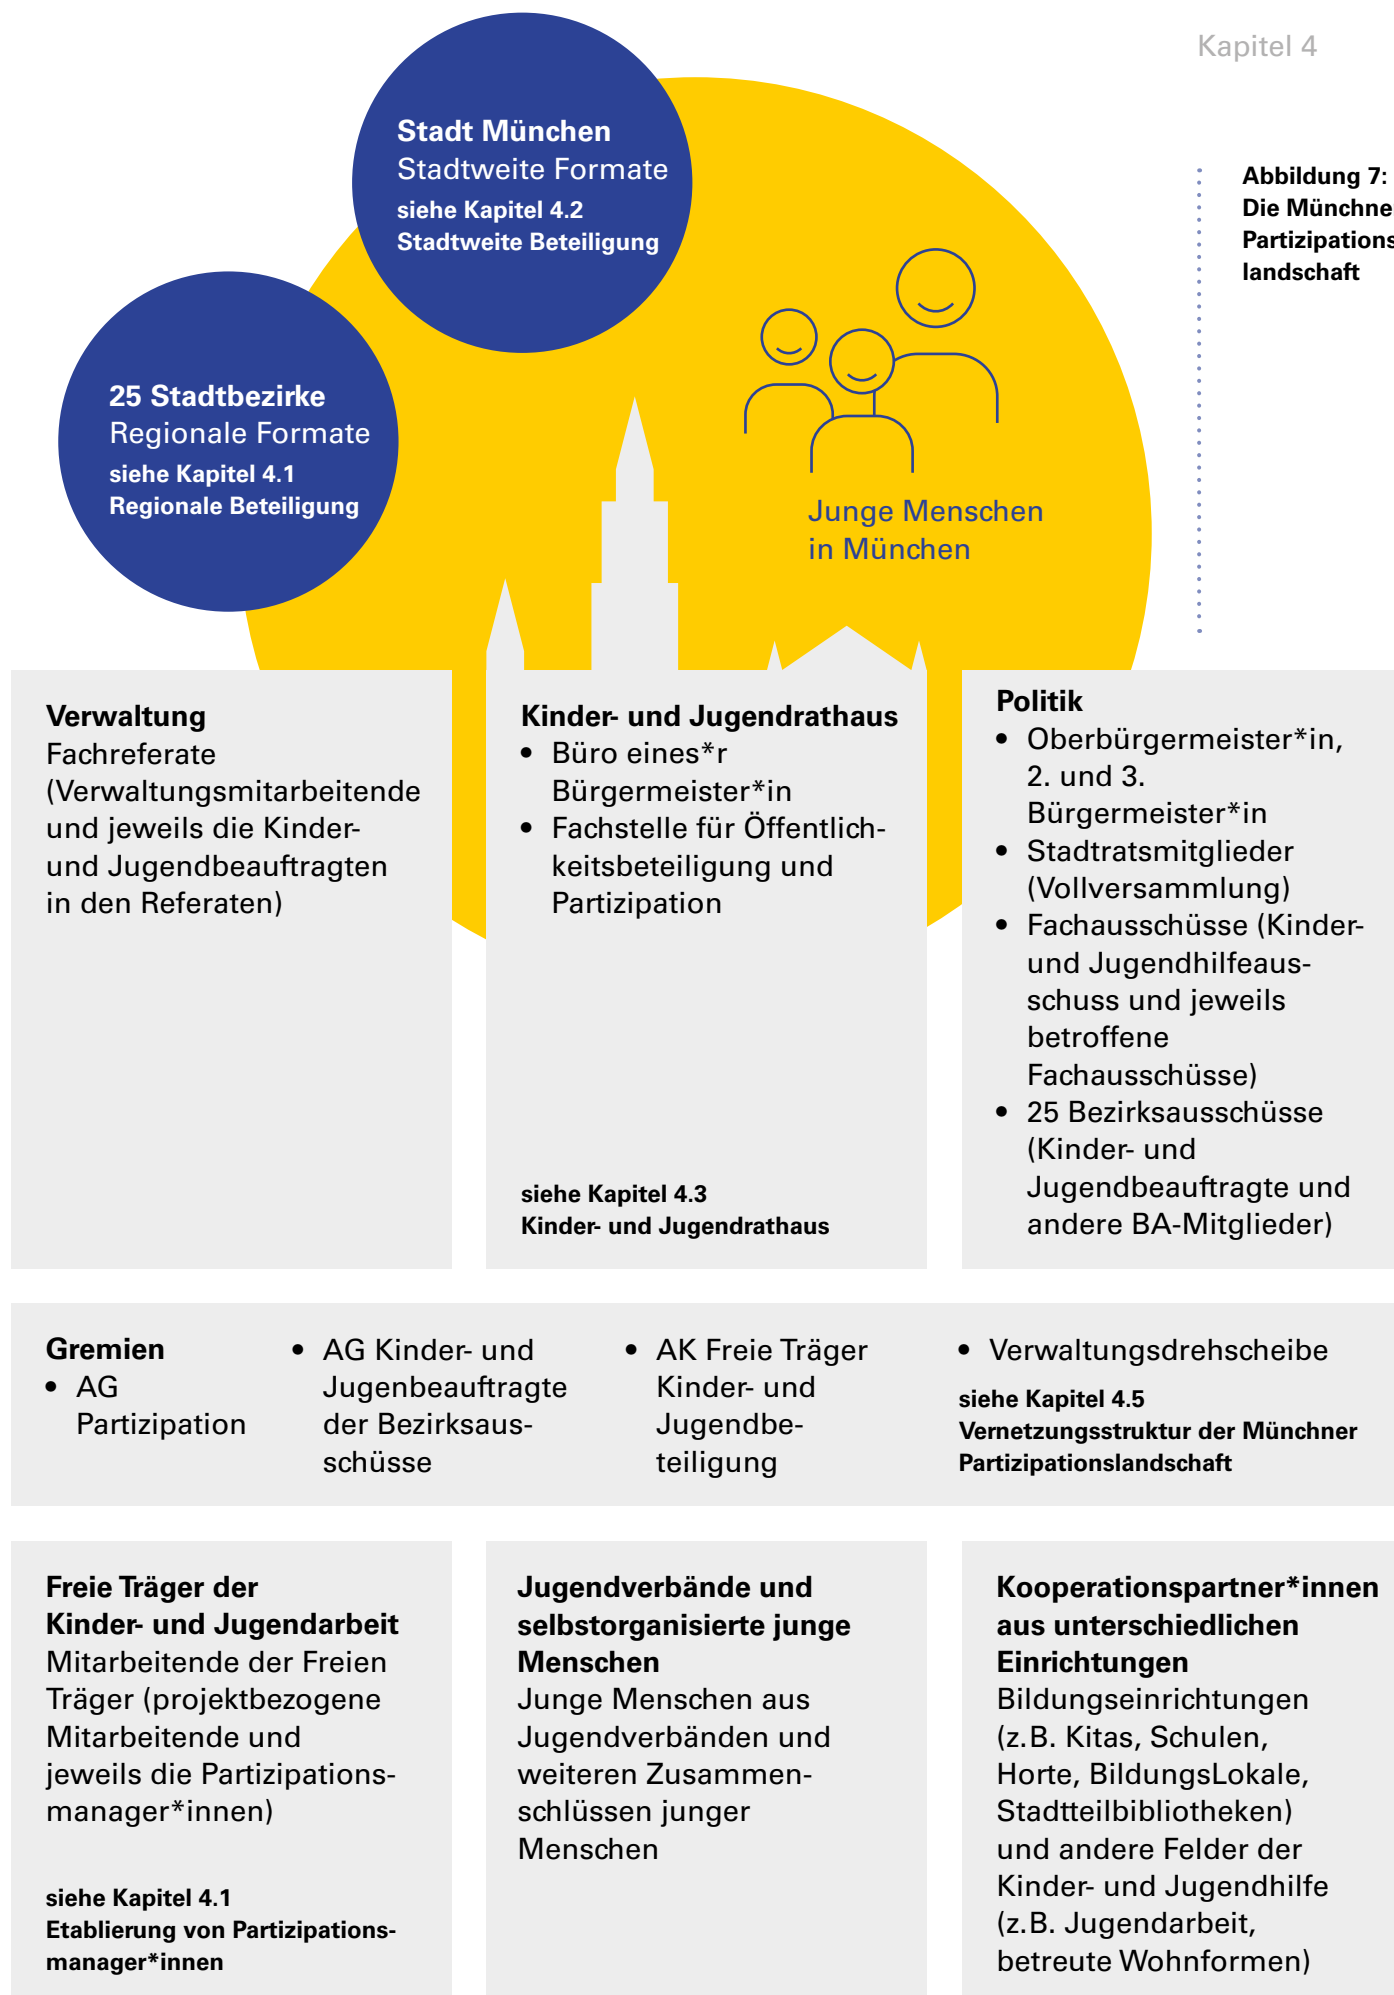 Kapitel 4
Stadt München
Stadtweite Formate
siehe Kapitel 4.2
Stadtweite Beteiligung
Abbildung 7:
Die Münchne
Partizipations
landschaft
25 Stadtbezirke
Regionale Formate
siehe Kapitel 4.1
Regionale Beteiligung
Junge Menschen
in München
Verwaltung
Fachreferate
(Verwaltungsmitarbeitende
und jeweils die Kinder-
und Jugendbeauftragten
in den Referaten)
Kinder- und Jugendrathaus
• Büro eines*r
Bürgermeister*in
• Fachstelle für Öffentlich-
keitsbeteiligung und
Partizipation
siehe Kapitel 4.3
Kinder- und Jugendrathaus
Politik
• Oberbürgermeister*in,
2. und 3.
Bürgermeister*in
• Stadtratsmitglieder
(Vollversammlung)
• Fachausschüsse (Kinder-
und Jugendhilfeaus-
schuss und jeweils
betroffene
Fachausschüsse)
• 25 Bezirksausschüsse
(Kinder- und
Jugendbeauftragte und
andere BA-Mitglieder)
Gremien
• AG
Partizipation
• AG Kinder- und
Jugenbeauftragte
der Bezirksaus-
schüsse
• AK Freie Träger
Kinder- und
Jugendbe-
teiligung
• Verwaltungsdrehscheibe
siehe Kapitel 4.5
Vernetzungsstruktur der Münchner
Partizipationslandschaft
Freie Träger der
Kinder- und Jugendarbeit
Mitarbeitende der Freien
Träger (projektbezogene
Mitarbeitende und
jeweils die Partizipations-
manager*innen)
siehe Kapitel 4.1
Etablierung von Partizipations-
manager*innen
Jugendverbände und
selbstorganisierte junge
Menschen
Junge Menschen aus
Jugendverbänden und
weiteren Zusammen-
schlüssen junger
Menschen
Kooperationspartner*innen
aus unterschiedlichen
Einrichtungen
Bildungseinrichtungen
(z.B. Kitas, Schulen,
Horte, BildungsLokale,
Stadtteilbibliotheken)
und andere Felder der
Kinder- und Jugendhilfe
(z.B. Jugendarbeit,
betreute Wohnformen)